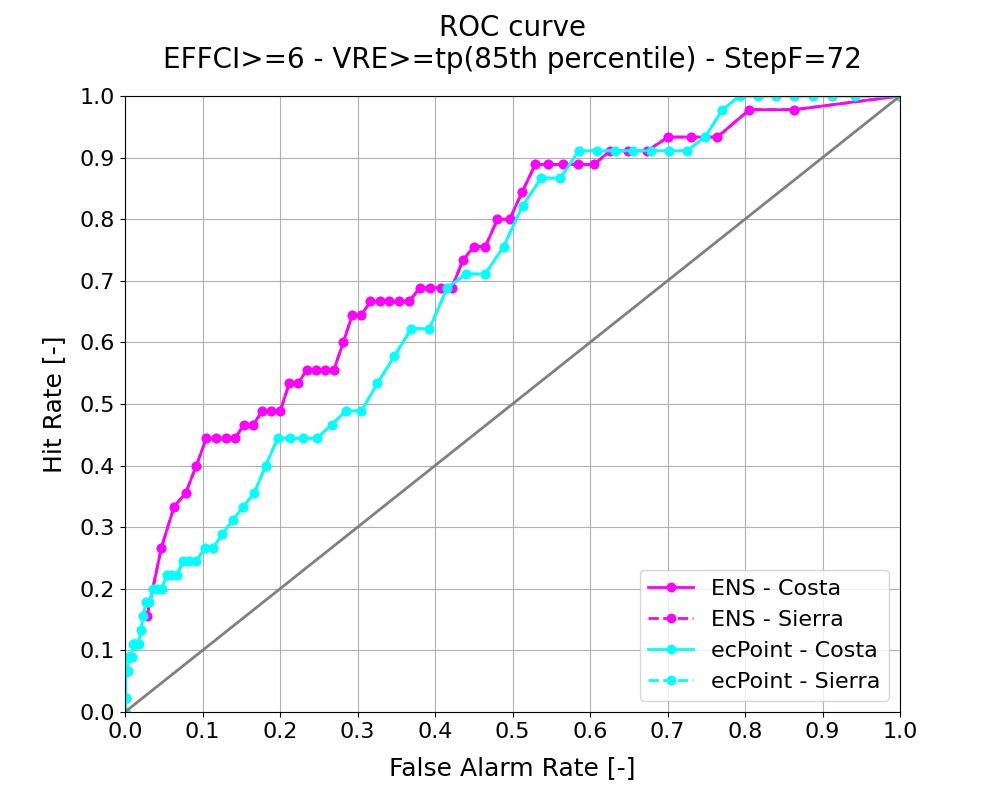 ROC curve
EFFCI>=6 - VRE>=tp(85th percentile) - StepF=72
1.0
0.9
0.8
0.7
0.6
0.5
0.4
0.3
0.2
0.1
0.0
Hit Rate [-]
ENS - Costa
ENS - Sierra
ecPoint - Costa
ecPoint - Sierra
0.0 0.1 0.2 0.3 0.4 0.5 0.6 0.7 0.8 0.9 1.0
False Alarm Rate [-]